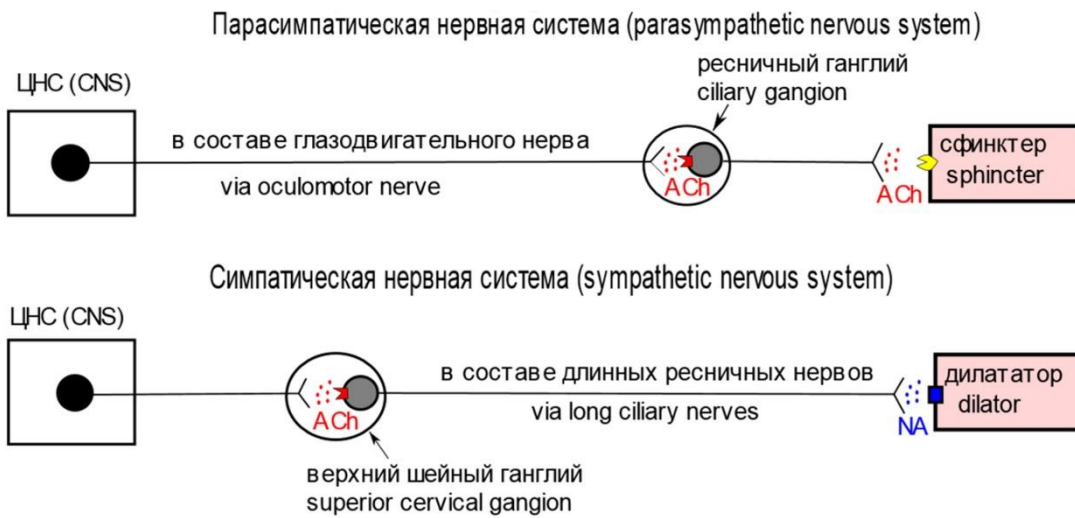 Парасимпатическая нервная система (parasympathetic nervous system)
ЦНС (CNS)
ресничный ганглий
ciliary gangion
в составе глазодвигательного нерва
via oculomotor nerve
ACh
ACh
сфинктер
sphincter
Симпатическая нервная система (sympathetic nervous system)
ЦНС (CNS)
в составе длинных ресничных нервов
via long ciliary nerves
ACh
NA
дилататор
dilator
верхний шейный ганглий
superior cervical gangion